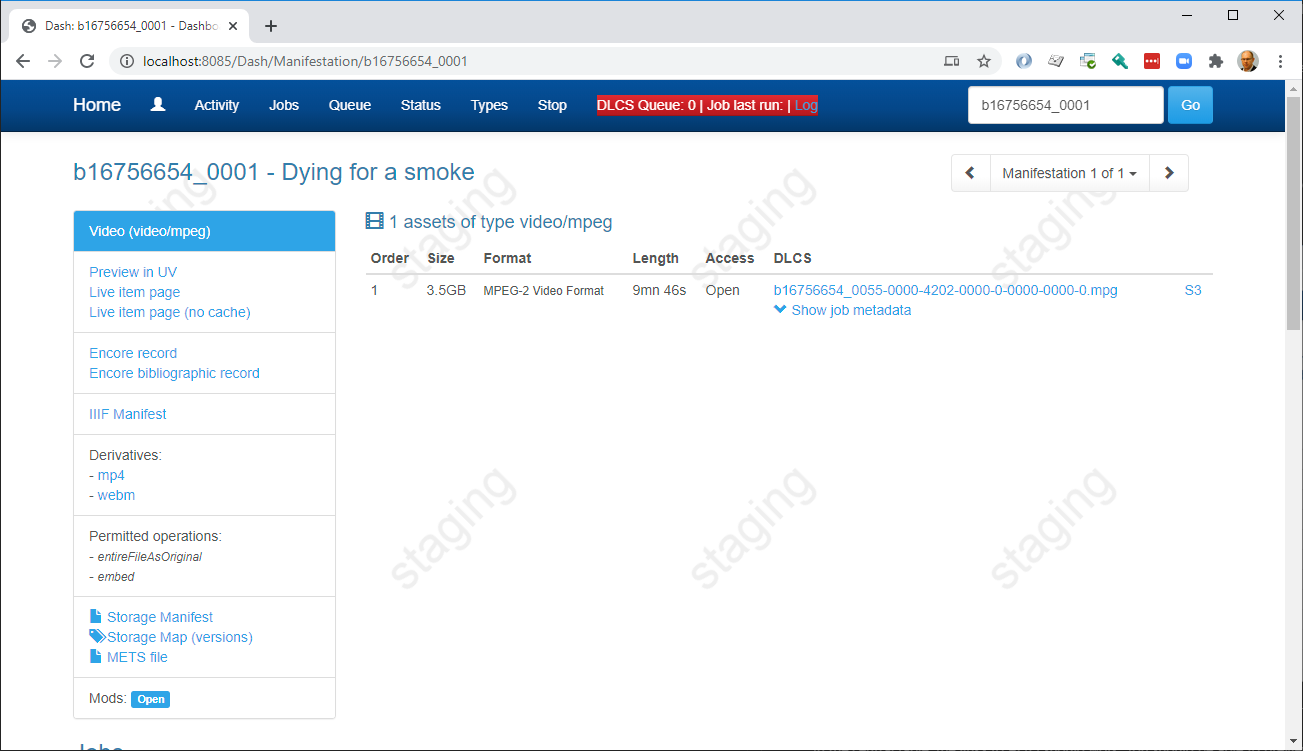 Dash: b16756654_0001 - Dashbo
localhost:8085/Dash/Manifestation/b16756654_0001
Home Activity Jobs Queue Status Types Stop DLCS Queue: 0 | Job last run: | Log b16756654_0001 Go
b16756654_0001 - Dying for a smoke
Manifestation 1 of 1
Video (video/mpeg)
Preview in UV
Live item page
Live item page (no cache)
Encore record
Encore bibliographic record
IIIF Manifest
Derivatives:
- mp4
- webm
Permitted operations:
- entireFileAsOriginal
- embed
Storage Manifest
Storage Map (versions)
METS file
Mods: Open
1 assets of type video/mpeg
Order Size Format Length Access DLCS
1 3.5GB MPEG-2 Video Format 9mn 46s Open b16756654_0055-0000-4202-0000-0-0000-0000-0.mpg S3
Show job metadata
staging staging staging
staging staging staging
Jobs